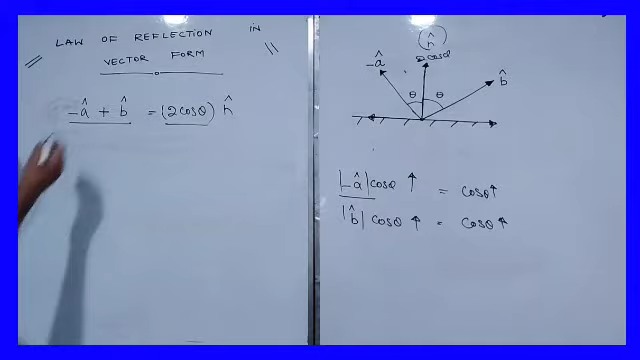 LAW OF REFLECTION IN
VECTOR FORM
-â + b̂ = (2cosθ) n̂
(n̂)
2cosθ
-â
b̂
θ θ
|-â|cosθ ↑ = cosθ↑
|b̂| cosθ ↑ = cosθ ↑